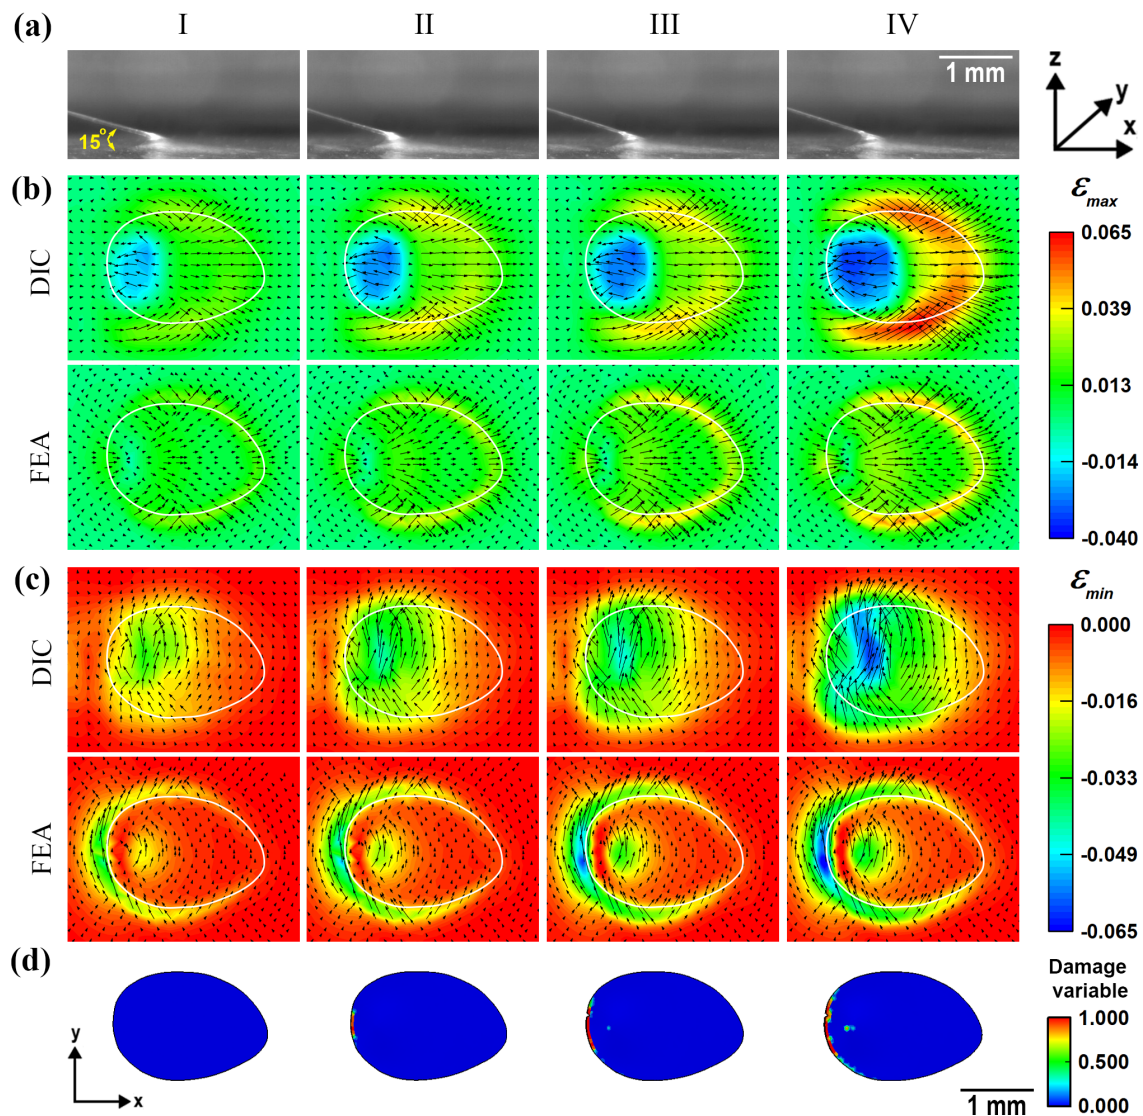 (a)
I
II
III
IV
15°
1 mm
z
y
x
(b)
DIC
FEA
εmax
0.065
0.039
0.013
-0.014
-0.040
(c)
DIC
FEA
εmin
0.000
-0.016
-0.033
-0.049
-0.065
(d)
y
x
Damage
variable
1.000
0.500
0.000
1 mm